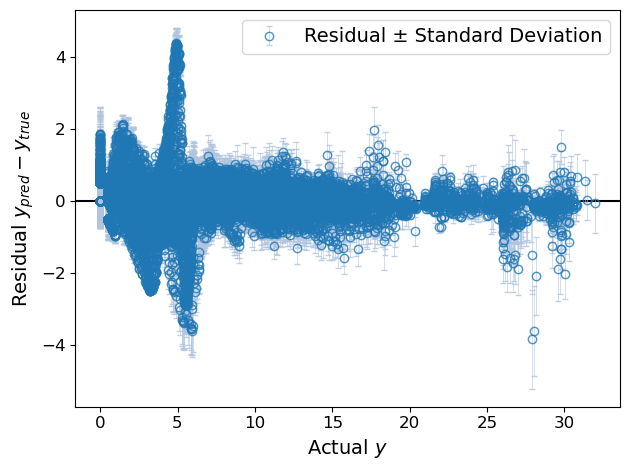 Residual ± Standard Deviation
Residual $y_{pred} - y_{true}$
4
2
0
−2
−4
0 5 10 15 20 25 30
Actual $y$